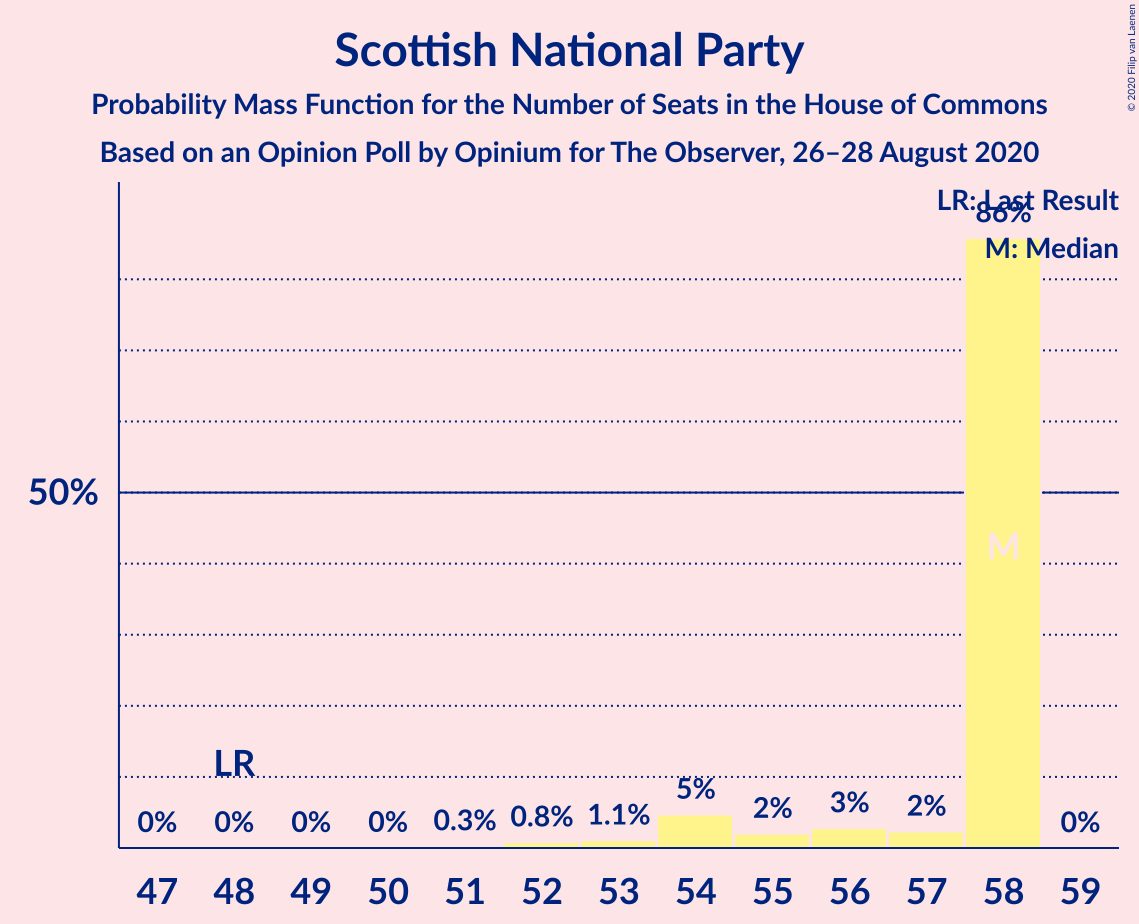 Scottish National Party
Probability Mass Function for the Number of Seats in the House of Commons
Based on an Opinion Poll by Opinium for The Observer, 26–28 August 2020
© 2020 Filip van Laenen
LR: Last Result
86%
M: Median
50%
M
LR
0% 0% 0% 0% 0.3% 0.8% 1.1% 5% 2% 3% 2% 0%
47 48 49 50 51 52 53 54 55 56 57 58 59